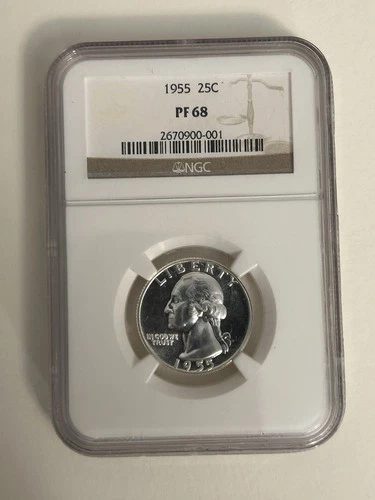 1955 25C
PF 68
2670900-001
NGC
LIBERTY
IN GOD WE
TRUST
1955